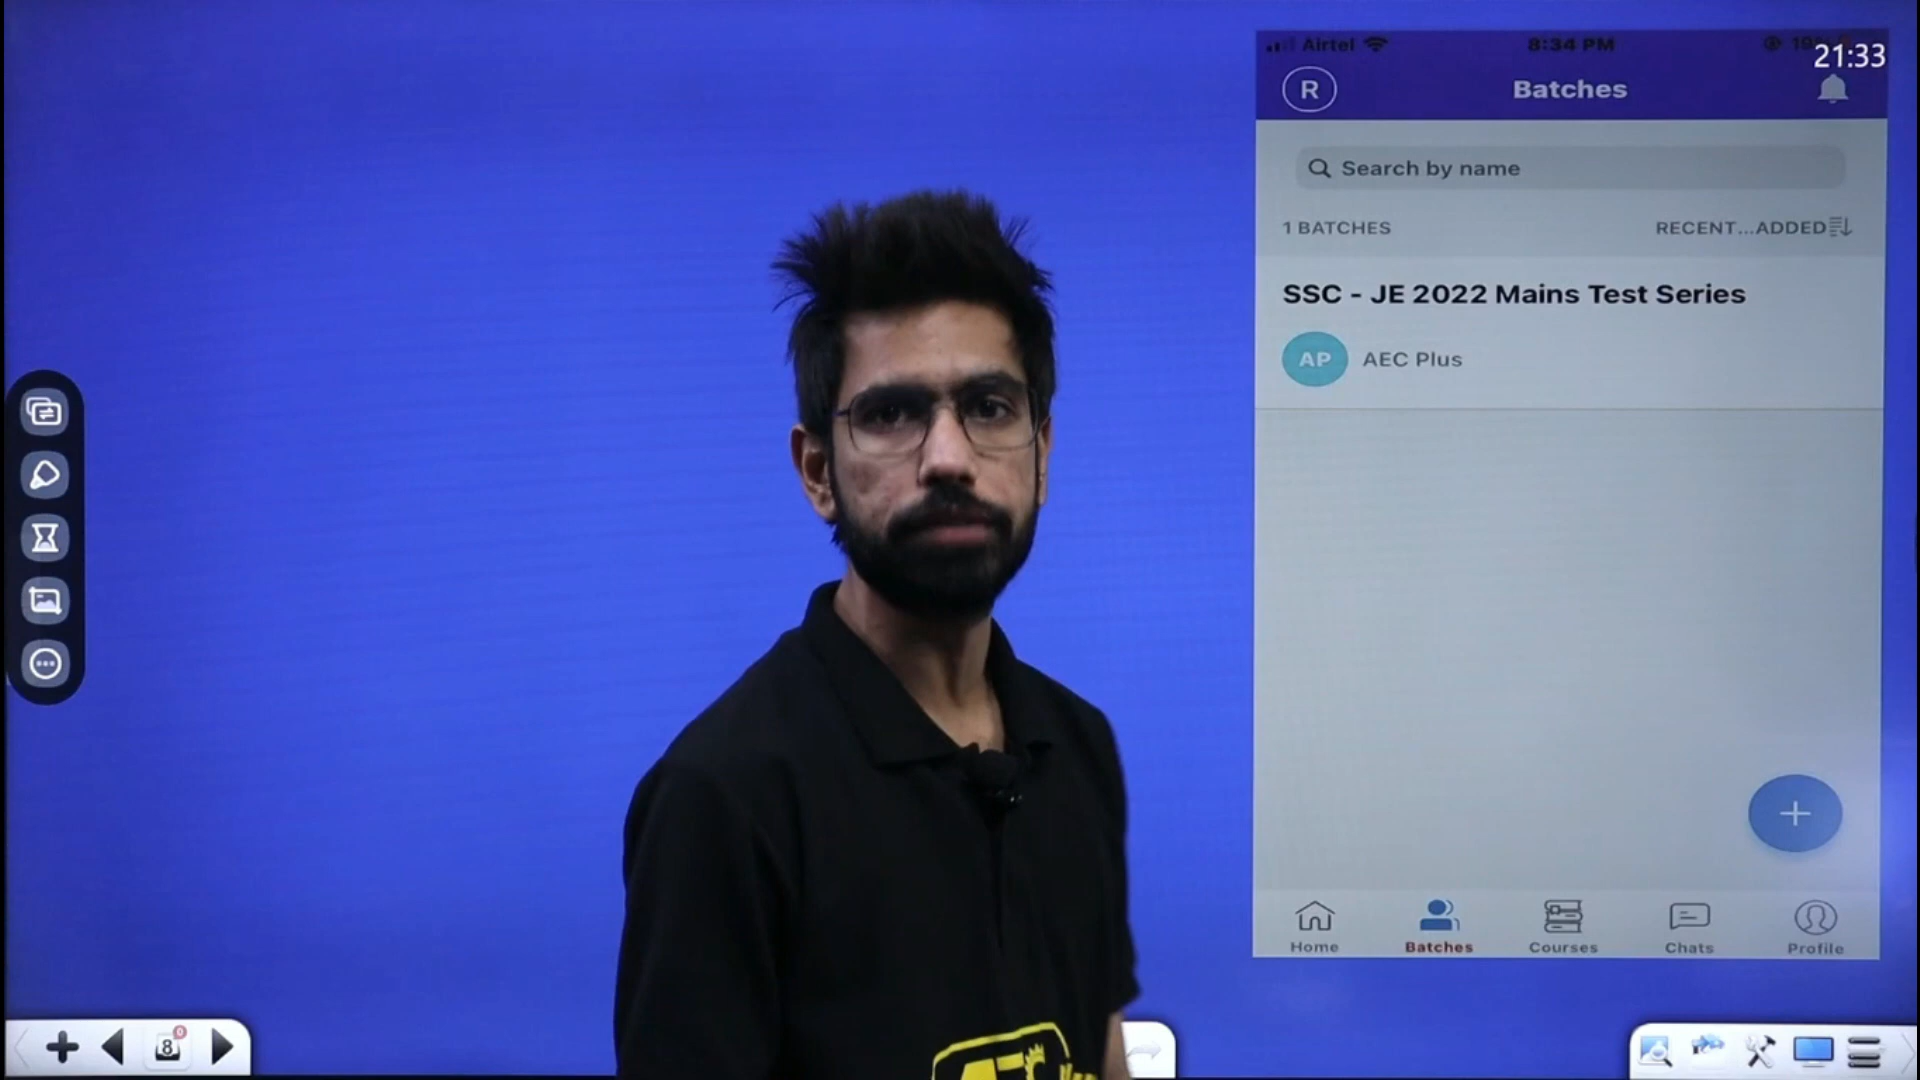 Airtel
8:34 PM
21:33
R
Batches
Search by name
1 BATCHES
RECENT...ADDED
SSC - JE 2022 Mains Test Series
AP
AEC Plus
+
Home
Batches
Courses
Chats
Profile
8
0